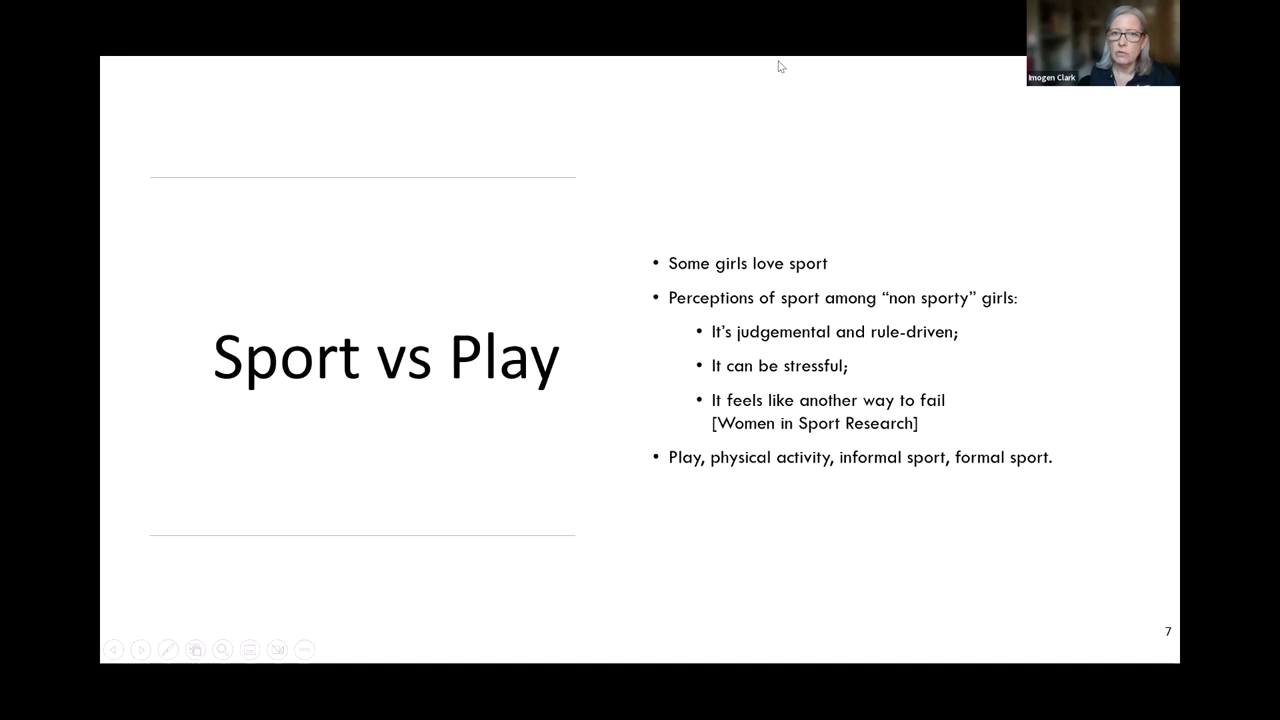 Imogen Clark
Sport vs Play
• Some girls love sport
• Perceptions of sport among “non sporty” girls:
• It’s judgemental and rule-driven;
• It can be stressful;
• It feels like another way to fail
[Women in Sport Research]
• Play, physical activity, informal sport, formal sport.
7